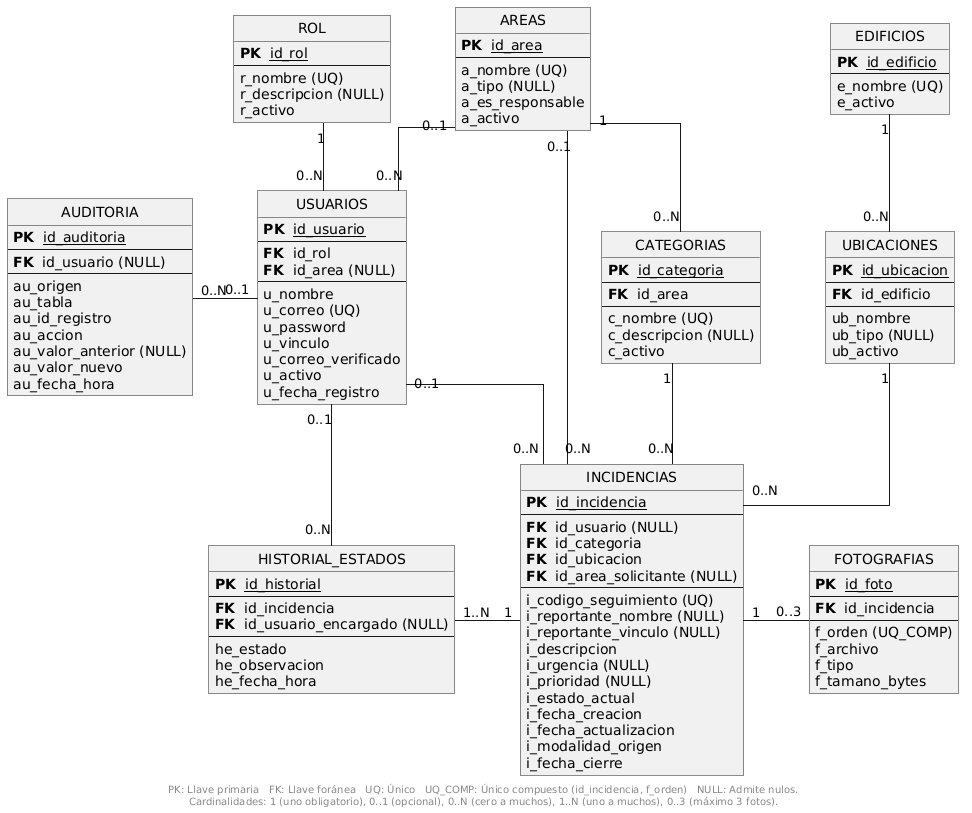 ROL
PK id_rol
r_nombre (UQ)
r_descripcion (NULL)
r_activo
1
0..N
AREAS
PK id_area
a_nombre (UQ)
a_tipo (NULL)
a_es_responsable
a_activo
0..1
0..N
0..1
1
0..N
EDIFICIOS
PK id_edificio
e_nombre (UQ)
e_activo
1
0..N
AUDITORIA
PK id_auditoria
FK id_usuario (NULL)
au_origen
au_tabla
au_id_registro
au_accion
au_valor_anterior (NULL)
au_valor_nuevo
au_fecha_hora
0..N
0..1
USUARIOS
PK id_usuario
FK id_rol
FK id_area (NULL)
u_nombre
u_correo (UQ)
u_password
u_vinculo
u_correo_verificado
u_activo
u_fecha_registro
0..1
0..1
0..N
CATEGORIAS
PK id_categoria
FK id_area
c_nombre (UQ)
c_descripcion (NULL)
c_activo
1
UBICACIONES
PK id_ubicacion
FK id_edificio
ub_nombre
ub_tipo (NULL)
ub_activo
1
0..N
0..N
0..N
0..N
HISTORIAL_ESTADOS
PK id_historial
FK id_incidencia
FK id_usuario_encargado (NULL)
he_estado
he_observacion
he_fecha_hora
1..N
1
INCIDENCIAS
PK id_incidencia
FK id_usuario (NULL)
FK id_categoria
FK id_ubicacion
FK id_area_solicitante (NULL)
i_codigo_seguimiento (UQ)
i_reportante_nombre (NULL)
i_reportante_vinculo (NULL)
i_descripcion
i_urgencia (NULL)
i_prioridad (NULL)
i_estado_actual
i_fecha_creacion
i_fecha_actualizacion
i_modalidad_origen
i_fecha_cierre
1
0..3
FOTOGRAFIAS
PK id_foto
FK id_incidencia
f_orden (UQ_COMP)
f_archivo
f_tipo
f_tamano_bytes
PK: Llave primaria FK: Llave foránea UQ: Único UQ_COMP: Único compuesto (id_incidencia, f_orden) NULL: Admite nulos.
Cardinalidades: 1 (uno obligatorio), 0..1 (opcional), 0..N (cero a muchos), 1..N (uno a muchos), 0..3 (máximo 3 fotos).